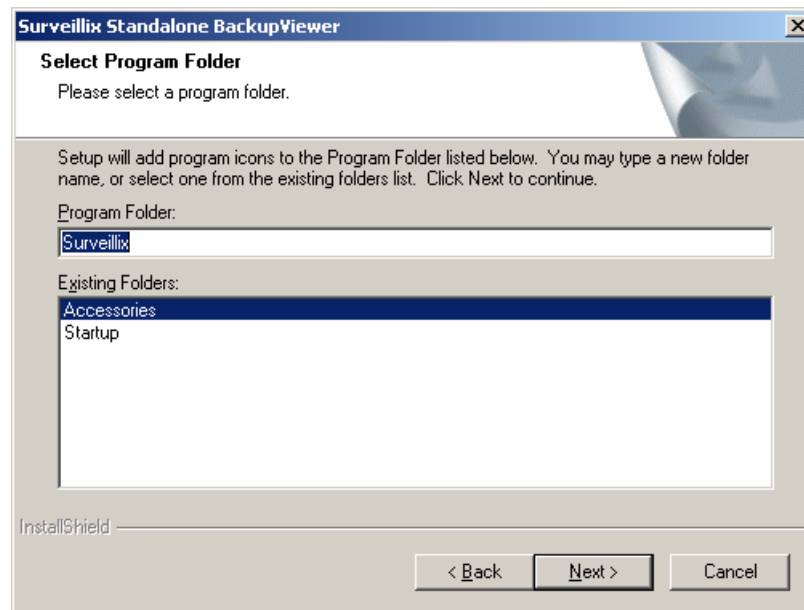 Surveillix Standalone BackupViewer
Select Program Folder
Please select a program folder.
Setup will add program icons to the Program Folder listed below.  You may type a new folder
name, or select one from the existing folders list.  Click Next to continue.
Program Folder:
Surveillix
Existing Folders:
Accessories
Startup
InstallShield
< Back Next > Cancel